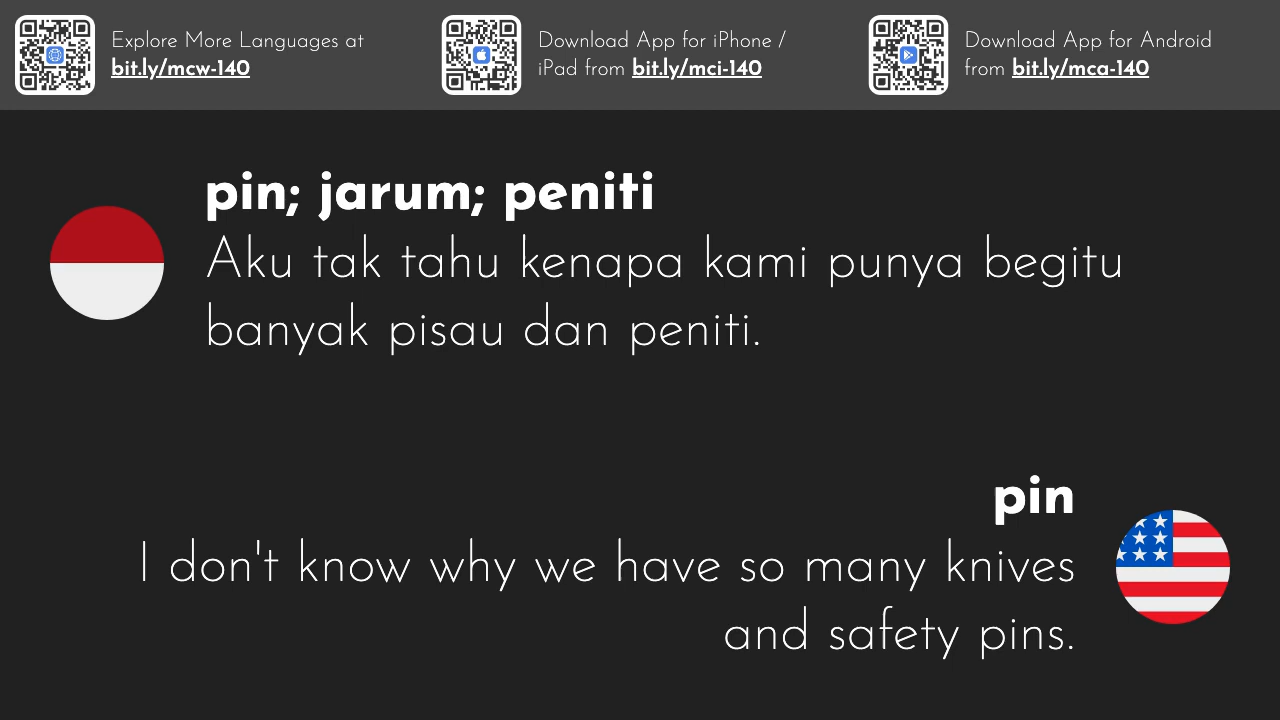 Explore More Languages at
bit.ly/mcw-140
Download App for iPhone /
iPad from bit.ly/mci-140
Download App for Android
from bit.ly/mca-140
pin; jarum; peniti
Aku tak tahu kenapa kami punya begitu
banyak pisau dan peniti.
pin
I don't know why we have so many knives
and safety pins.